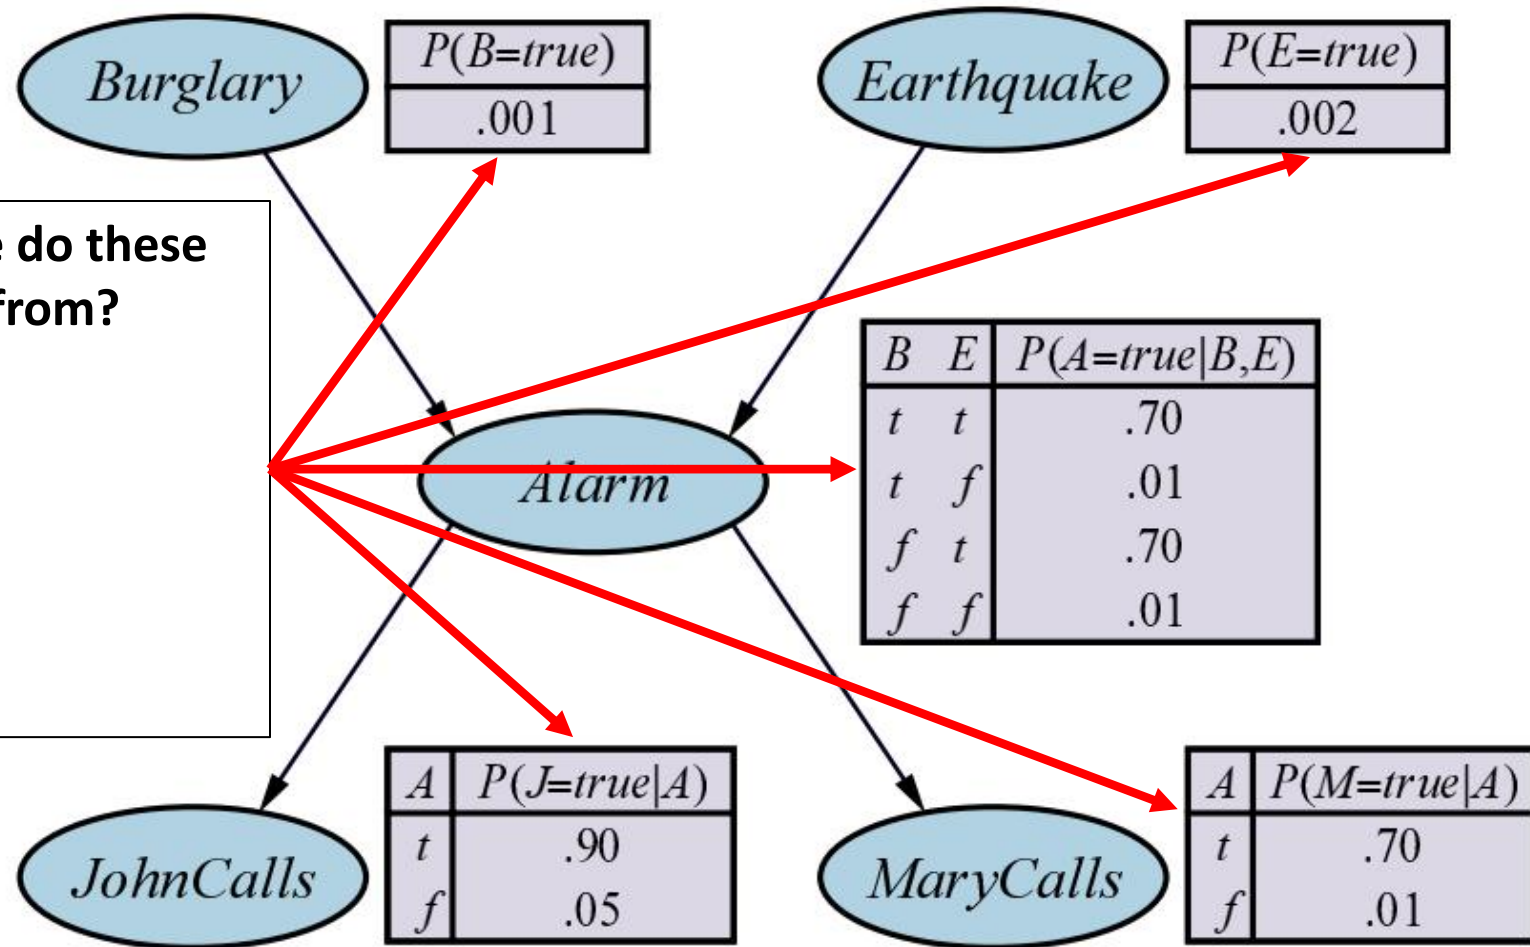 Burglary
P(B=true)
.001
Earthquake
P(E=true)
.002
do these
from?
B E P(A=true|B,E)
t t .70
t f .01
f t .70
f f .01
Alarm
A P(J=true|A)
t .90
f .05
JohnCalls
A P(M=true|A)
t .70
f .01
MaryCalls